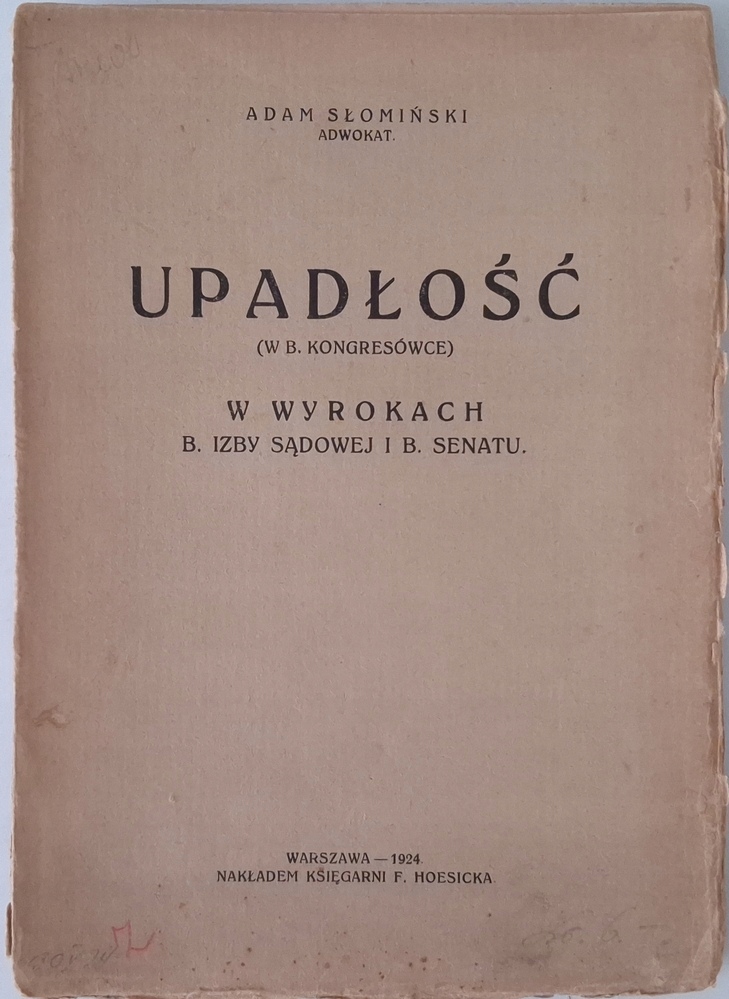 ADAM SŁOMIŃSKI
ADWOKAT.
UPADŁOŚĆ
(W B. KONGRESÓWCE)
W WYROKACH
B. IZBY SĄDOWEJ I B. SENATU.
WARSZAWA — 1924.
NAKŁADEM KSIĘGARNI F. HOESICKA.